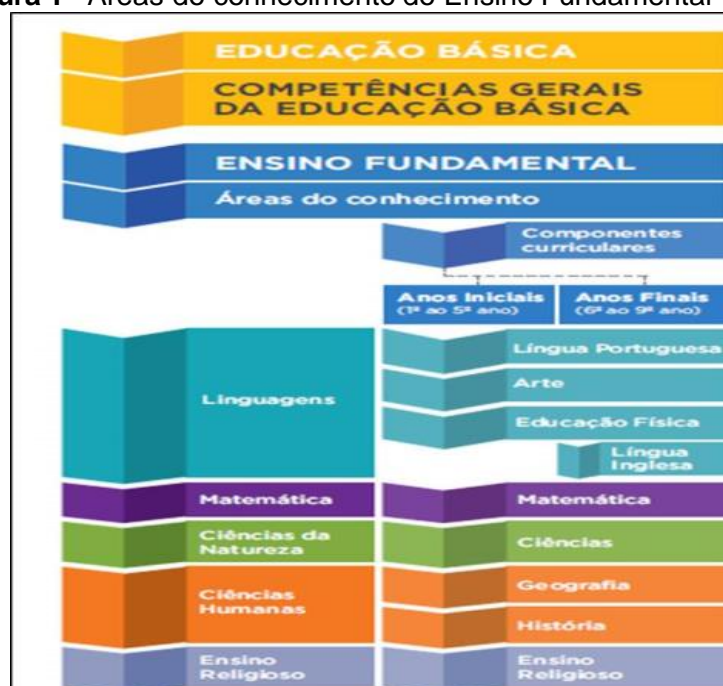 1 - Áreas do conhecimento do Ensino Fundamental
EDUCAÇÃO BÁSICA
COMPETÊNCIAS GERAIS
DA EDUCAÇÃO BÁSICA
ENSINO FUNDAMENTAL
Áreas do conhecimento
Componentes
curriculares
Anos Iniciais
(1º ao 5º ano)
Anos Finais
(6º ao 9º ano)
Linguagens
Língua Portuguesa
Arte
Educação Física
Língua
Inglesa
Matemática
Matemática
Ciências da
Natureza
Ciências
Ciências
Humanas
Geografia
História
Ensino
Religioso
Ensino
Religioso